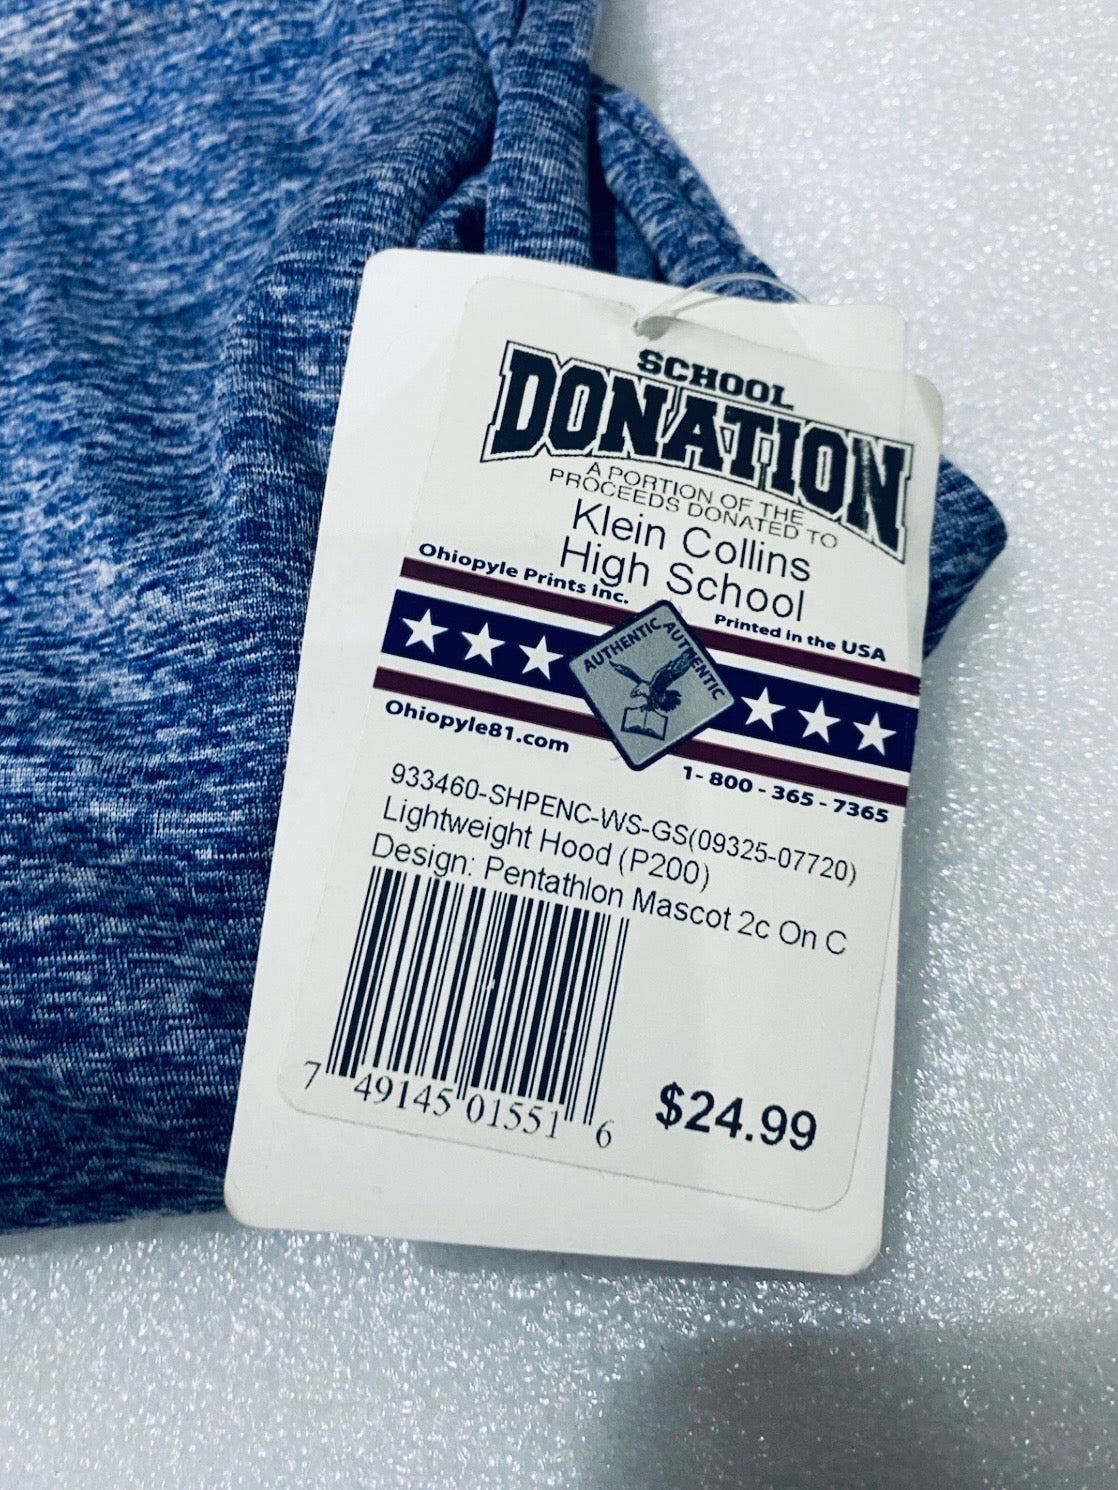 SCHOOL
DONATION
A PORTION OF THE
PROCEEDS DONATED TO
Klein Collins
High School
Ohiopyle Prints Inc.
Printed in the USA
AUTHENTIC AUTHENTIC
Ohiopyle81.com
1-800-365-7365
933460-SHPENC-WS-GS(09325-07720)
Lightweight Hood (P200)
Design: Pentathlon Mascot 2c On C
7 49145 01551 6
$24.99